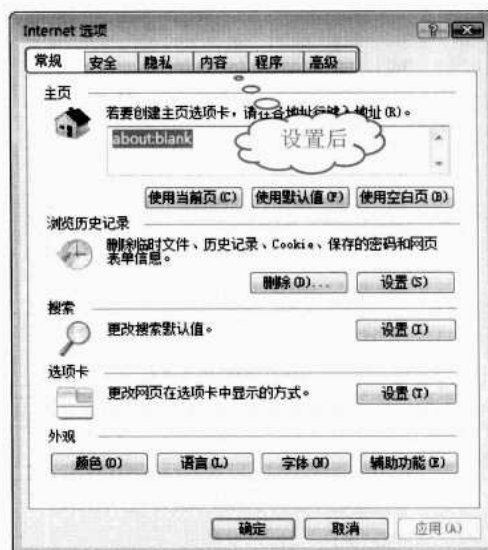 Internet 选项
常规 安全 隐私 内容 程序 高级
主页
若要创建主页选项卡,请在各地址行键入地址(R)。
about:blank
设置后
使用当前页(C) 使用默认值(F) 使用空白页(B)
浏览历史记录
删除临时文件、历史记录、Cookie、保存的密码和网页
表单信息。
删除(D)... 设置(S)
搜索
更改搜索默认值。 设置(I)
选项卡
更改网页在选项卡中显示的方式。 设置(T)
外观
颜色(O) 语言(L) 字体(N) 辅助功能(E)
确定 取消 应用(A)